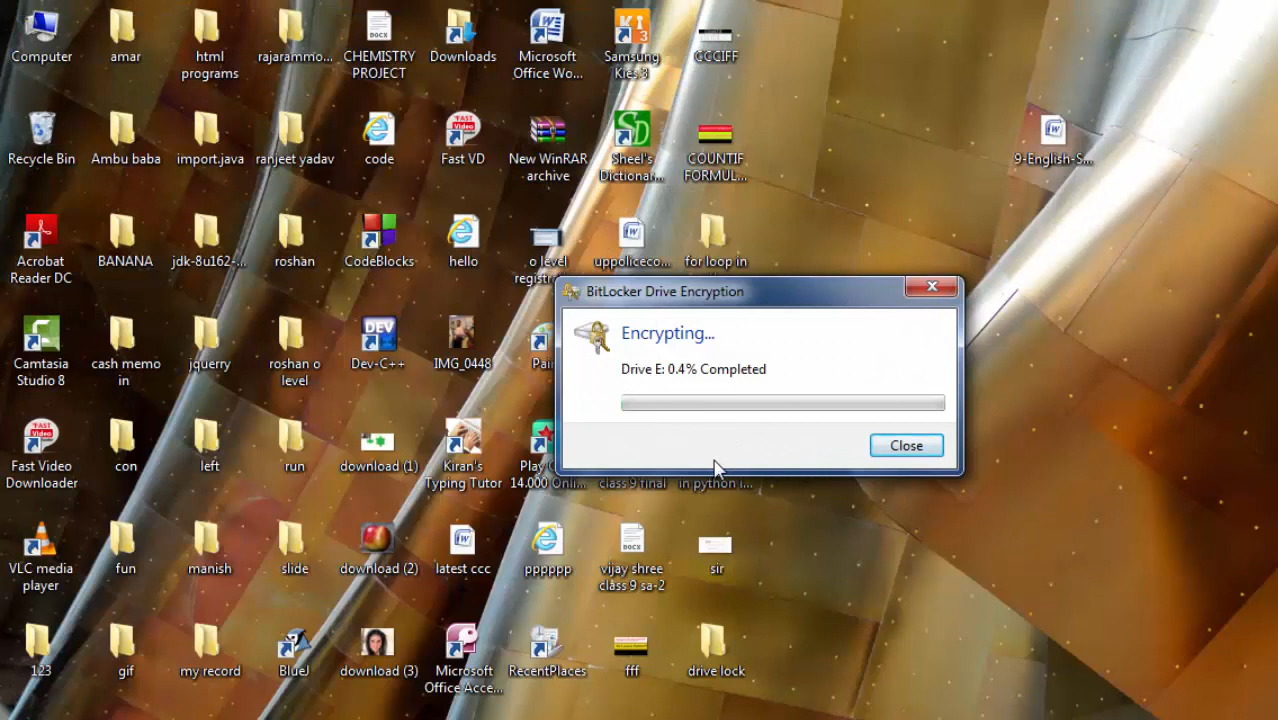 Computer
amar
html
programs
rajarammo...
CHEMISTRY
PROJECT
Downloads
Microsoft
Office Wo...
Samsung
Kies 3
CCCIFF
Recycle Bin
Ambu baba
import.java
ranjeet yadav
code
Fast VD
New WinRAR
archive
Sheel's
Dictionar...
COUNTIF
FORMUL...
9-English-S...
Acrobat
Reader DC
BANANA
jdk-8u162-...
roshan
CodeBlocks
hello
o level
uppoliceco...
for loop in
BitLocker Drive Encryption
Encrypting...
Drive E: 0.4% Completed
Close
Camtasia
Studio 8
cash memo
in
jquerry
roshan o
level
DEV
Dev-C++
IMG_0448
Fast Video
Downloader
con
left
run
download (1)
Kiran's
Typing Tutor
14.000 Onli...
class 9 final
in python i...
VLC media
player
fun
manish
slide
download (2)
latest ccc
pppppp
vijay shree
class 9 sa-2
sir
123
gif
my record
BlueJ
download (3)
Microsoft
Office Acce...
RecentPlaces
fff
drive lock